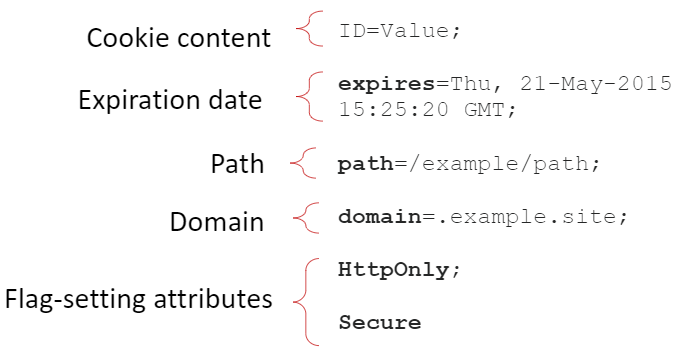 Cookie content ID=Value;
Expiration date expires=Thu, 21-May-2015
15:25:20 GMT;
Path path=/example/path;
Domain domain=.example.site;
Flag-setting attributes HttpOnly;
Secure